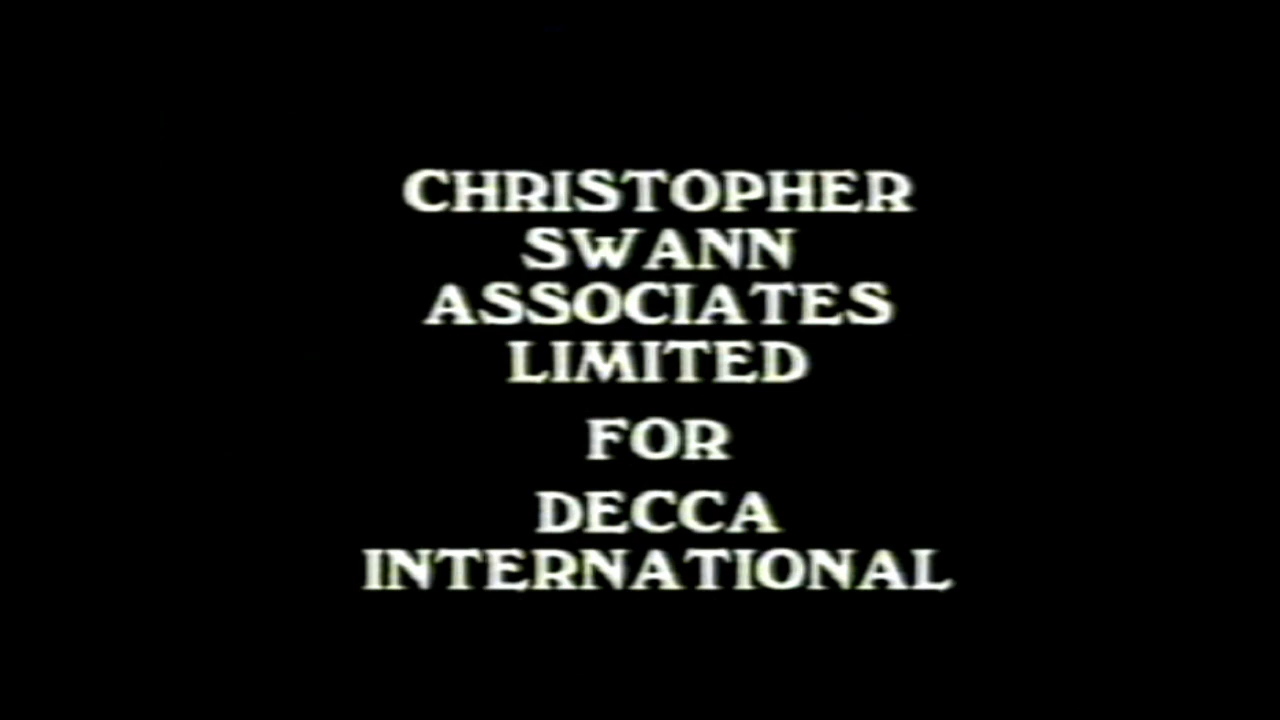 CHRISTOPHER
SWANN
ASSOCIATES
LIMITED
FOR
DECCA
INTERNATIONAL